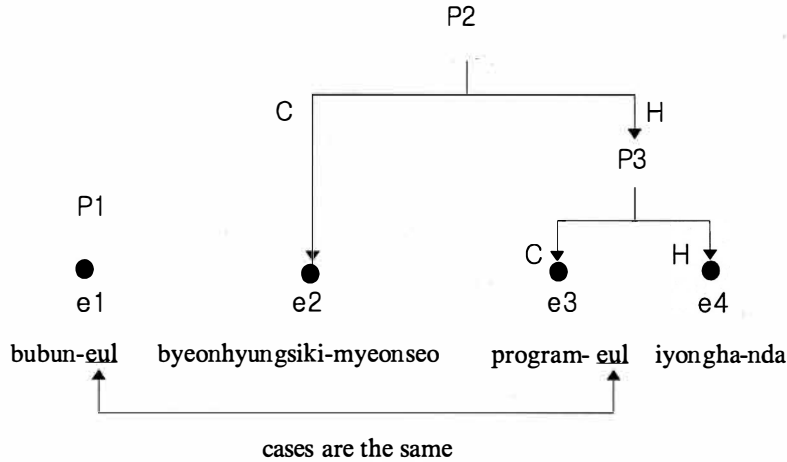 P2
C
H
P3
P1
C
H
e1 e2 e3 e4
bubun-eul byeonhyungsiki-myeonseo program- eul iyongha-nda
cases are the same